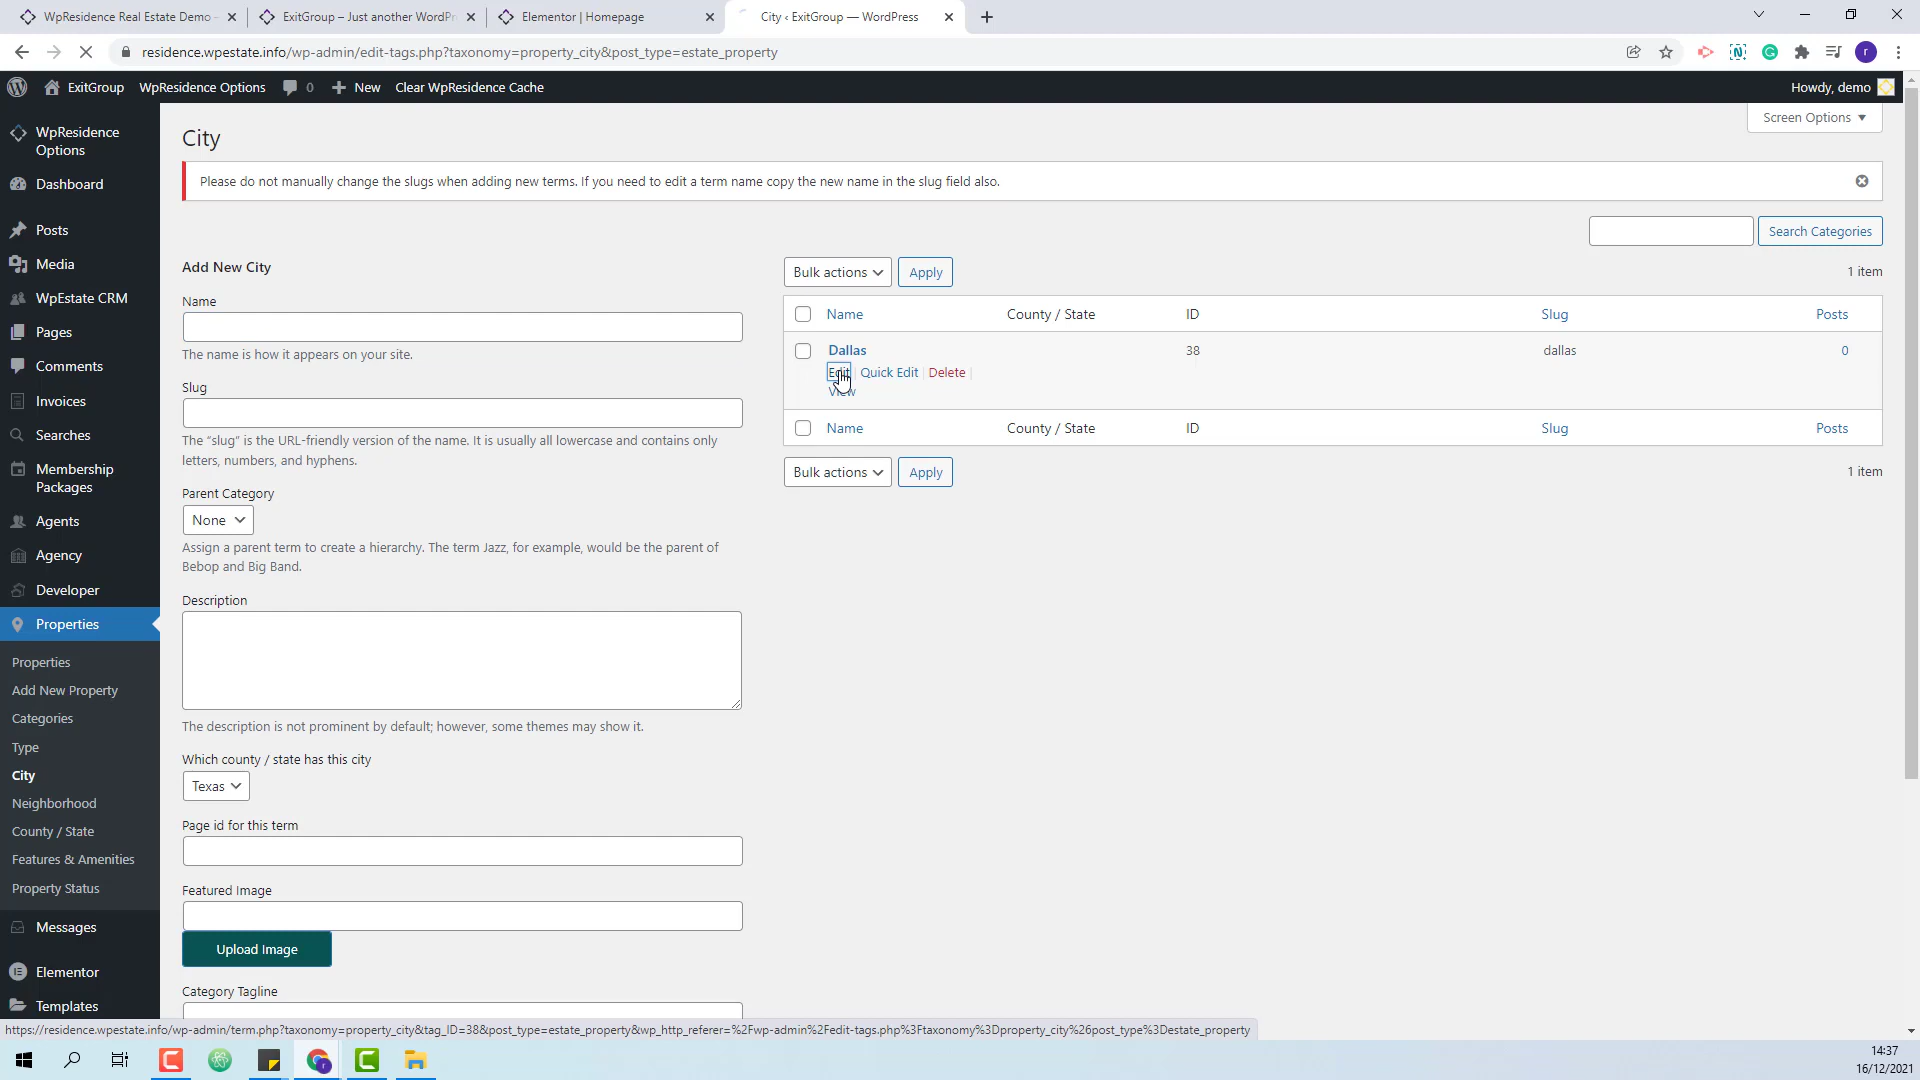 WpResidence Real Estate Demo -
ExitGroup – Just another WordPr
Elementor | Homepage
City ‹ ExitGroup — WordPress
residence.wpestate.info/wp-admin/edit-tags.php?taxonomy=property_city&post_type=estate_property
ExitGroup
WpResidence Options
0
New
Clear WpResidence Cache
Howdy, demo
WpResidence Options
Dashboard
Posts
Media
WpEstate CRM
Pages
Comments
Invoices
Searches
Membership Packages
Agents
Agency
Developer
Properties
Properties
Add New Property
Categories
Type
City
Neighborhood
County / State
Features & Amenities
Property Status
Messages
Elementor
Templates
Screen Options
City
Please do not manually change the slugs when adding new terms. If you need to edit a term name copy the new name in the slug field also.
Search Categories
Add New City
Name
The name is how it appears on your site.
Slug
The “slug” is the URL-friendly version of the name. It is usually all lowercase and contains only
letters, numbers, and hyphens.
Parent Category
None
Assign a parent term to create a hierarchy. The term Jazz, for example, would be the parent of
Bebop and Big Band.
Description
The description is not prominent by default; however, some themes may show it.
Which county / state has this city
Texas
Page id for this term
Featured Image
Upload Image
Category Tagline
Bulk actions
Apply
1 item
Name
County / State
ID
Slug
Posts
Dallas
38
dallas
0
Edit | Quick Edit | Delete |
View
Name
County / State
ID
Slug
Posts
Bulk actions
Apply
1 item
https://residence.wpestate.info/wp-admin/term.php?taxonomy=property_city&tag_ID=38&post_type=estate_property&wp_http_referer=%2Fwp-admin%2Fedit-tags.php%3Ftaxonomy%3Dproperty_city%26post_type%3Destate_property
14:37
16/12/2021